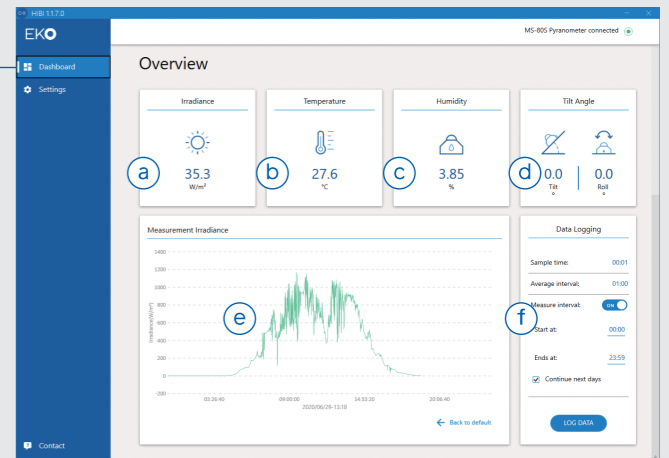 HIBI 1.1.7.0
EKO
MS-60S Pyranometer connected
Dashboard
Settings
Overview
Irradiance
Temperature
Humidity
Tilt Angle
a
35.3
W/m²
b
27.6
°C
c
3.85
%
d
0.0
0.0
Tilt
Roll
°
°
Measurement Irradiance
1400
1200
1000
800
600
400
200
0
-200
Irradiance(W/m²)
e
03:26:40
09:00:00
14:33:20
20:06:40
2020/06/29-13:18
Back to default
Data Logging
Sample time: 00:01
Average interval: 01:00
Measure interval: ON
f
Start at: 00:00
Ends at: 23:59
Continue next days
LOG DATA
Contact